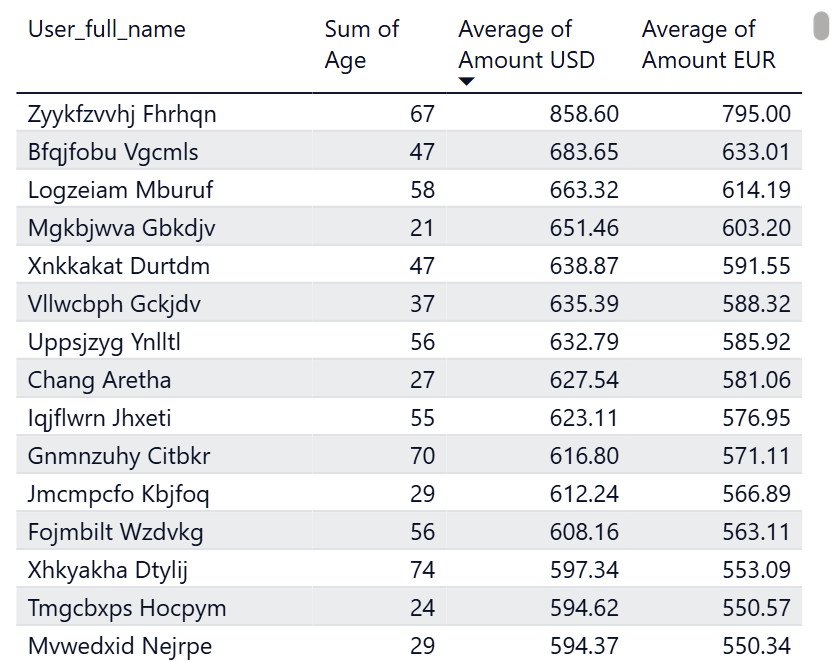 User_full_name Sum of Age Average of Amount USD Average of Amount EUR
Zyykfzvvhj Fhrhqn 67 858.60 795.00
Bfqjfobu Vgcmls 47 683.65 633.01
Logzeiam Mburuf 58 663.32 614.19
Mgkbjwva Gbkdjv 21 651.46 603.20
Xnkkakat Durtdm 47 638.87 591.55
Vllwcbph Gckjdv 37 635.39 588.32
Uppsjzyg Ynlltl 56 632.79 585.92
Chang Aretha 27 627.54 581.06
Iqjflwrn Jhxeti 55 623.11 576.95
Gnmnzuhy Citbkr 70 616.80 571.11
Jmcmpcfo Kbjfoq 29 612.24 566.89
Fojmbilt Wzdvkg 56 608.16 563.11
Xhkyakha Dtylij 74 597.34 553.09
Tmgcbxps Hocpym 24 594.62 550.57
Mvwedxid Nejrpe 29 594.37 550.34